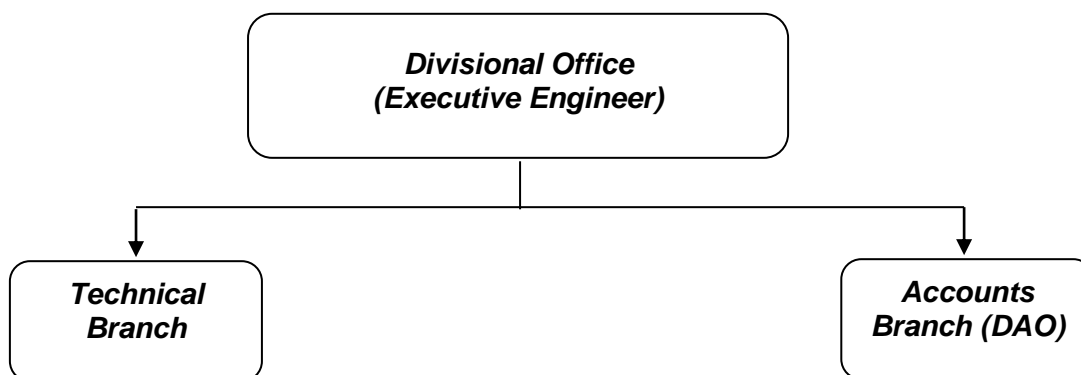 Divisional Office
(Executive Engineer)
Technical
Branch
Accounts
Branch (DAO)